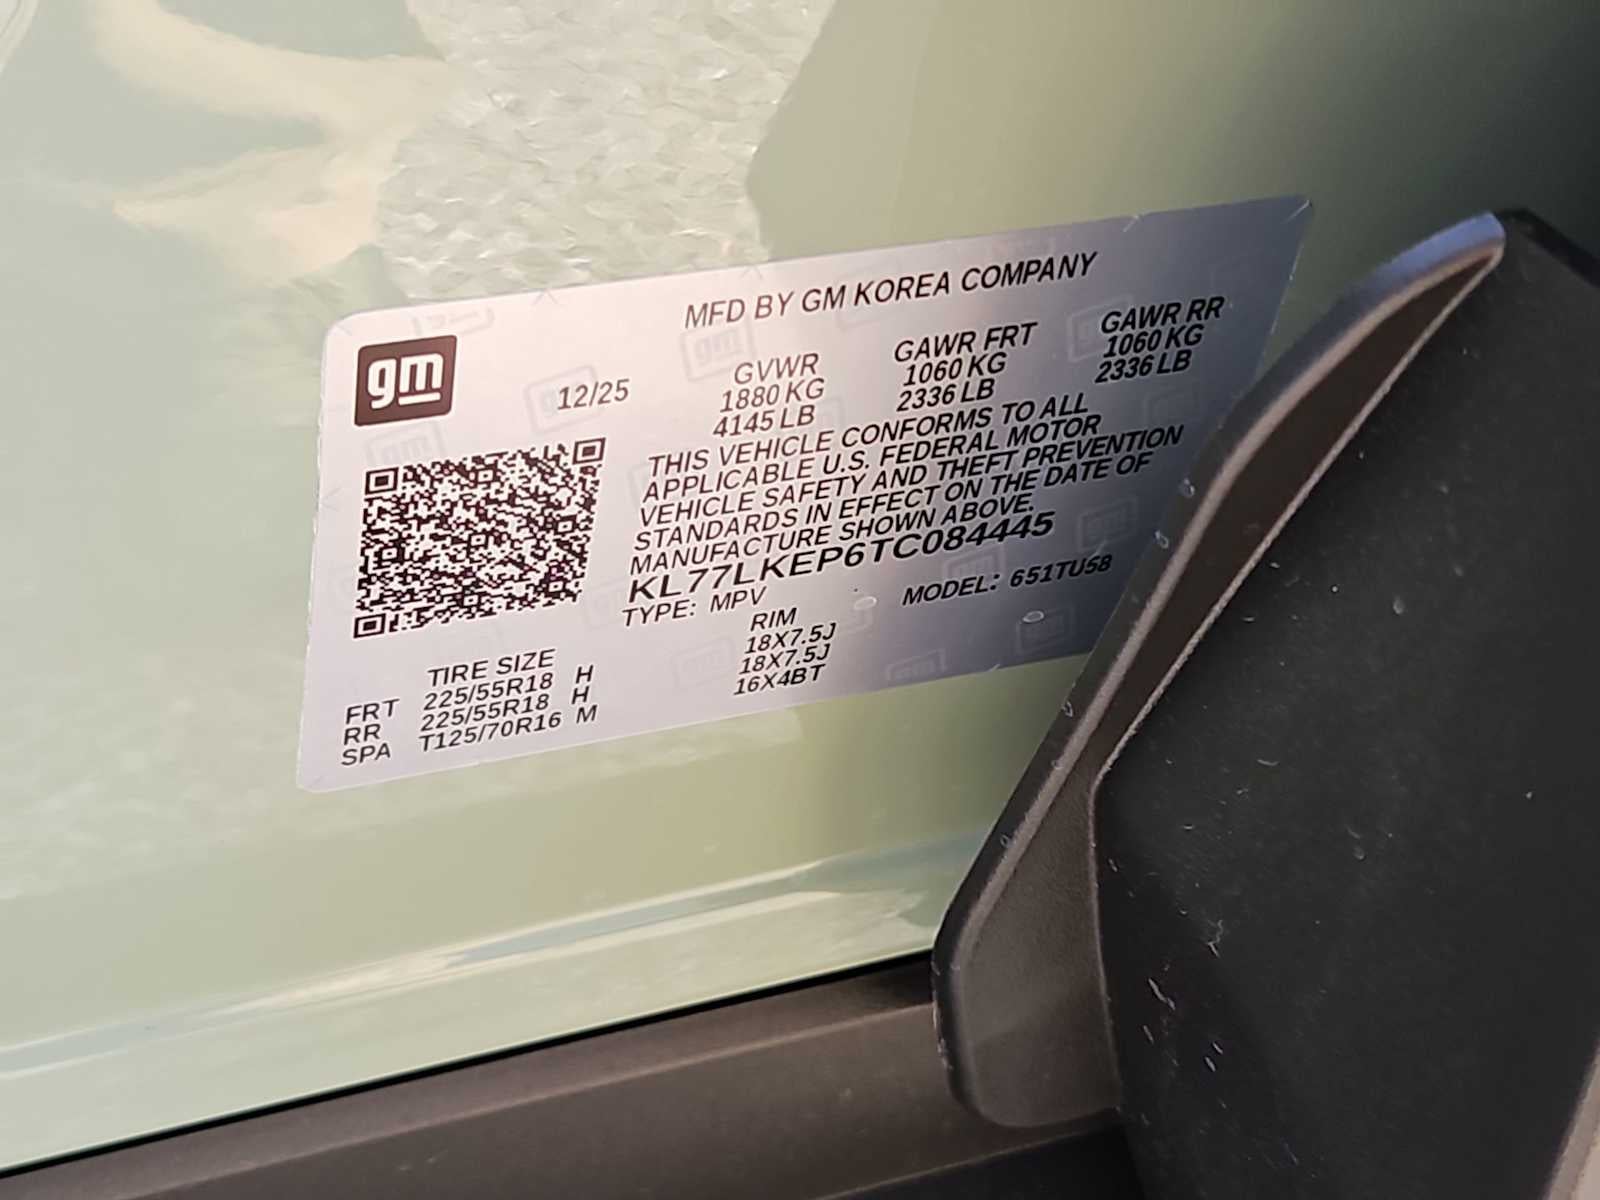 MFD BY GM KOREA COMPANY
gm
12/25
GVWR GAWR FRT GAWR RR
1880 KG 1060 KG 1060 KG
4145 LB 2336 LB 2336 LB
THIS VEHICLE CONFORMS TO ALL
APPLICABLE U.S. FEDERAL MOTOR
VEHICLE SAFETY AND THEFT PREVENTION
STANDARDS IN EFFECT ON THE DATE OF
MANUFACTURE SHOWN ABOVE.
KL77LKEP6TC084445
TYPE: MPV MODEL: 651TU58
TIRE SIZE RIM
FRT 225/55R18 H 18X7.5J
RR 225/55R18 H 18X7.5J
SPA T125/70R16 M 16X4BT